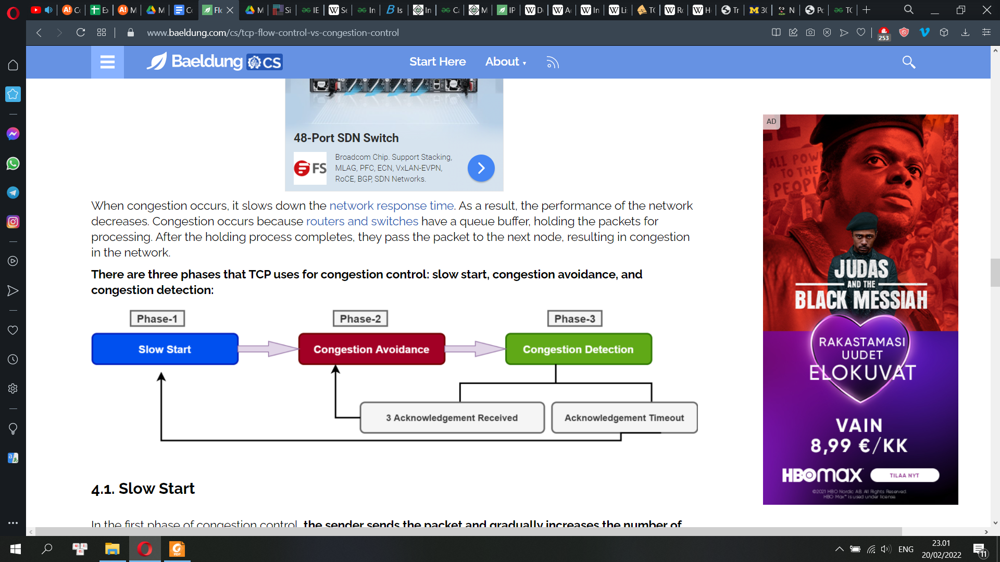 Flo
www.baeldung.com/cs/tcp-flow-control-vs-congestion-control
253
Baeldung CS
Start Here
About
AD
48-Port SDN Switch
FS
Broadcom Chip. Support Stacking,
MLAG, PFC, ECN, VxLAN-EVPN,
RoCE, BGP, SDN Networks.
When congestion occurs, it slows down the network response time. As a result, the performance of the network
decreases. Congestion occurs because routers and switches have a queue buffer, holding the packets for
processing. After the holding process completes, they pass the packet to the next node, resulting in congestion
in the network.
There are three phases that TCP uses for congestion control: slow start, congestion avoidance, and
congestion detection:
Phase-1
Phase-2
Phase-3
Slow Start
Congestion Avoidance
Congestion Detection
3 Acknowledgement Received
Acknowledgement Timeout
4.1. Slow Start
In the first phase of congestion control, the sender sends the packet and gradually increases the number of
ALL POW
TO THE
PEOPL
JUDAS
AND THE
BLACK MESSIAH
RAKASTAMASI
UUDET
ELOKUVAT
VAIN
8,99 €/KK
HBOMAX
TILAA NYT
©2021 HBO Nordic AB. All Rights Reserved.
HBO Max™ is used under license.
ENG
23.01
20/02/2022
11